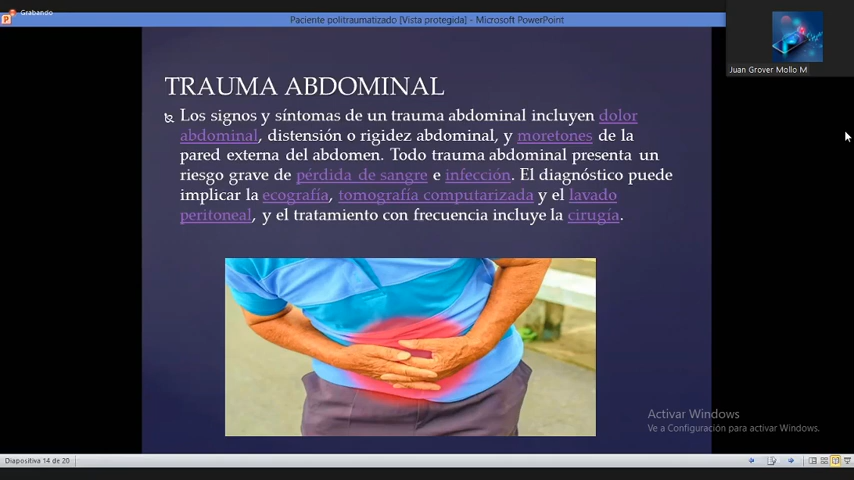 Grabando
Paciente politraumatizado [Vista protegida] - Microsoft PowerPoint
Juan Grover Mollo M
TRAUMA ABDOMINAL
Los signos y síntomas de un trauma abdominal incluyen dolor
abdominal, distensión o rigidez abdominal, y moretones de la
pared externa del abdomen. Todo trauma abdominal presenta un
riesgo grave de pérdida de sangre e infección. El diagnóstico puede
implicar la ecografía, tomografía computarizada y el lavado
peritoneal, y el tratamiento con frecuencia incluye la cirugía.
Activar Windows
Ve a Configuración para activar Windows.
Diapositiva 14 de 20